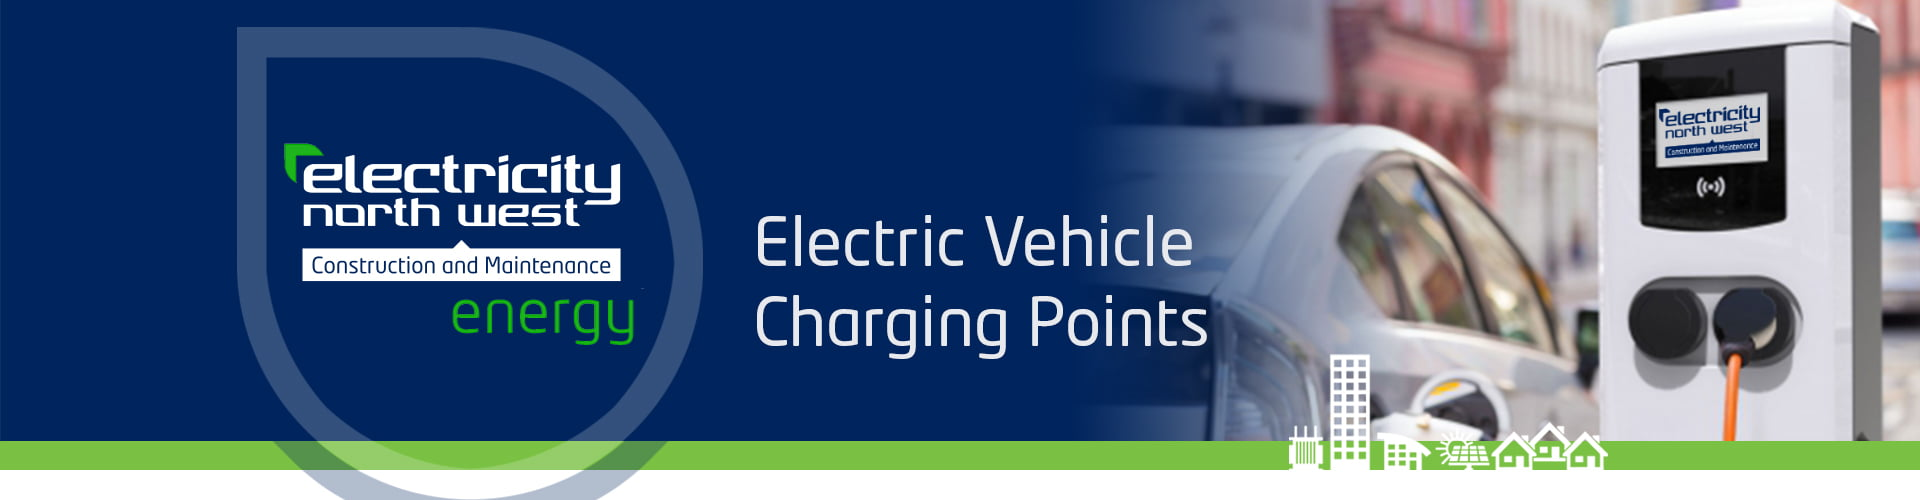 electricity
north west
Construction and Maintenance
energy
Electric Vehicle
Charging Points
electricity
north west
Construction and Maintenance